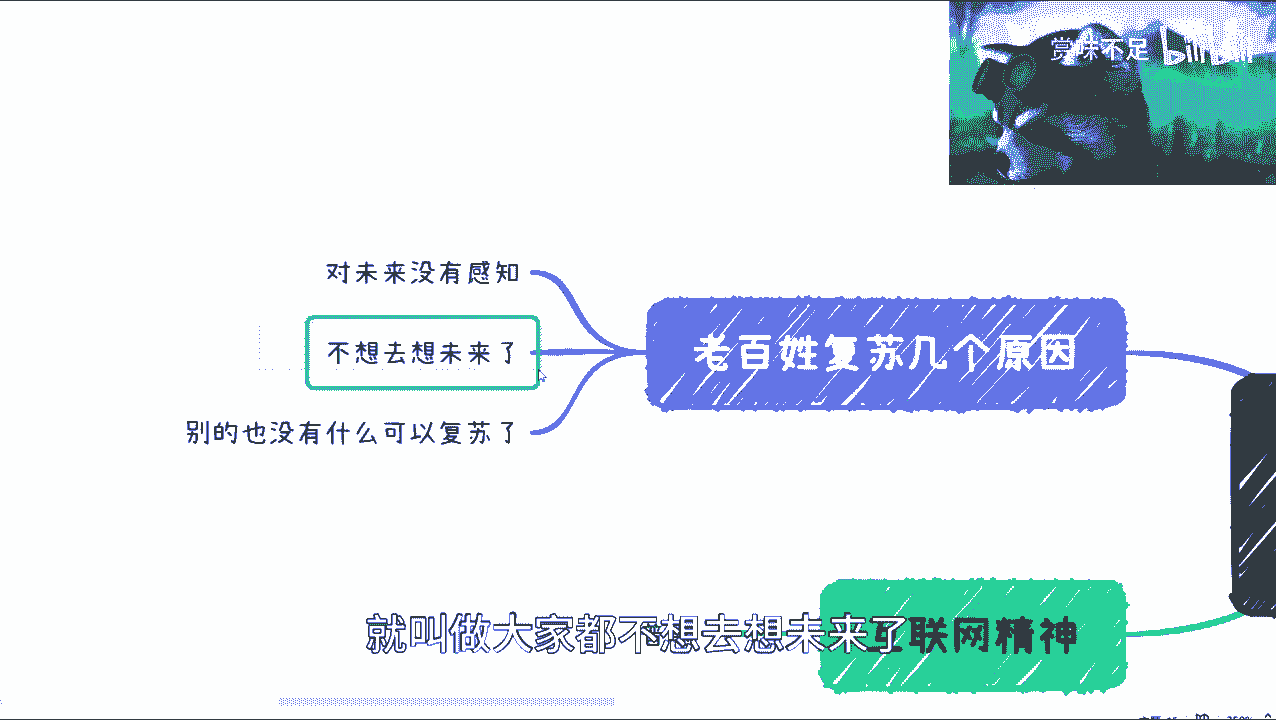 赏味不足 bilibili
对未来没有感知
不想去想未来了
老百姓复苏几个原因
别的也没有什么可以复苏了
就叫做大家都不想去想未来了
互联网精神